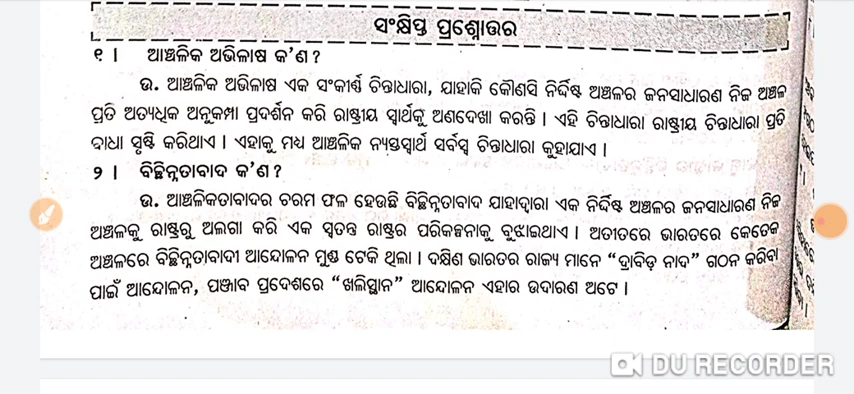 ସଂକ୍ଷିପ୍ତ ପ୍ରଶ୍ନୋତ୍ତର
୧ । ଆଞ୍ଚଳିକ ଅଭିଳାଷ କ'ଣ ?
ଉ. ଆଞ୍ଚଳିକ ଅଭିଳାଷ ଏକ ସଂକୀର୍ଣ୍ଣ ଚିନ୍ତାଧାରା, ଯାହାକି କୌଣସି ନିର୍ଦ୍ଦିଷ୍ଟ ଅଞ୍ଚଳର ଜନସାଧାରଣ ନିଜ ଅଞ୍ଚଳ
ପ୍ରତି ଅତ୍ୟଧିକ ଅନୁକମ୍ପା ପ୍ରଦର୍ଶନ କରି ରାଷ୍ଟ୍ରୀୟ ସ୍ୱାର୍ଥକୁ ଅଣଦେଖା କରନ୍ତି । ଏହି ଚିନ୍ତାଧାରା ରାଷ୍ଟ୍ରୀୟ ଚିନ୍ତାଧାରା ପ୍ରତି
ବାଧା ସୃଷ୍ଟି କରିଥାଏ । ଏହାକୁ ମଧ୍ୟ ଆଞ୍ଚଳିକ ନ୍ୟସ୍ତସ୍ୱାର୍ଥ ସର୍ବସ୍ୱ ଚିନ୍ତାଧାରା କୁହାଯାଏ ।
୨ । ବିଚ୍ଛିନ୍ନତାବାଦ କ'ଣ ?
ଉ. ଆଞ୍ଚଳିକତାବାଦର ଚରମ ଫଳ ହେଉଛି ବିଚ୍ଛିନ୍ନତାବାଦ ଯାହାଦ୍ୱାରା ଏକ ନିର୍ଦ୍ଦିଷ୍ଟ ଅଞ୍ଚଳର ଜନସାଧାରଣ ନିଜ
ଅଞ୍ଚଳକୁ ରାଷ୍ଟ୍ରରୁ ଅଲଗା କରି ଏକ ସ୍ୱତନ୍ତ୍ର ରାଷ୍ଟ୍ରର ପରିକଳ୍ପନାକୁ ବୁଝାଇଥାଏ । ଅତୀତରେ ଭାରତରେ କେତେକ
ଅଞ୍ଚଳରେ ବିଚ୍ଛିନ୍ନତାବାଦୀ ଆନ୍ଦୋଳନ ମୁଣ୍ଡ ଟେକି ଥିଲା । ଦକ୍ଷିଣ ଭାରତର ରାଜ୍ୟ ମାନେ “ଦ୍ରାବିଡ଼ ନାଦ” ଗଠନ କରିବା
ପାଇଁ ଆନ୍ଦୋଳନ, ପଞ୍ଜାବ ପ୍ରଦେଶରେ “ଖଲିସ୍ଥାନ” ଆନ୍ଦୋଳନ ଏହାର ଉଦାରଣ ଅଟେ ।
DU RECORDER